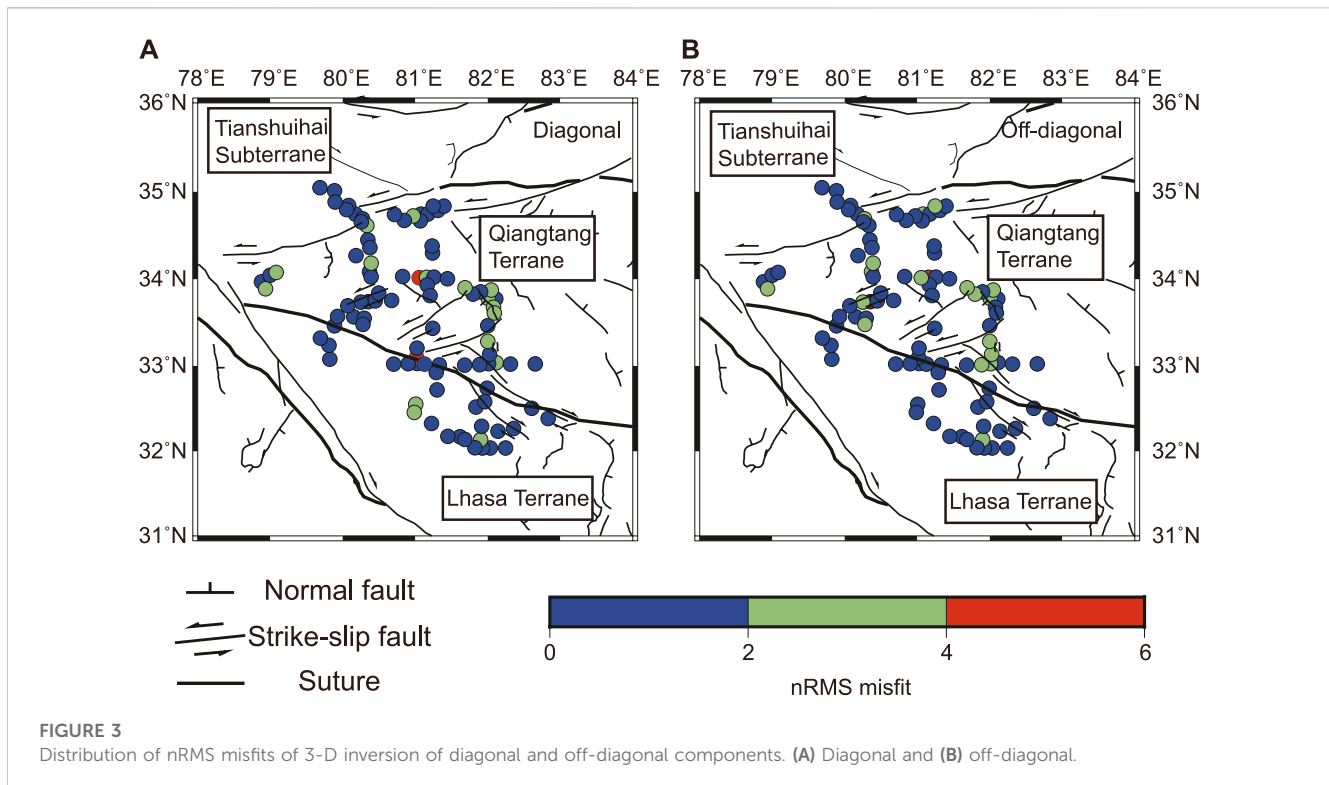 A
B
78˚E 79˚E 80˚E 81˚E 82˚E 83˚E 84˚E
78˚E 79˚E 80˚E 81˚E 82˚E 83˚E 84˚E
36˚N
36˚N
Tianshuihai
Subterrane
Diagonal
Tianshuihai
Subterrane
Off-diagonal
35˚N
35˚N
Qiangtang
Terrane
Qiangtang
Terrane
34˚N
34˚N
33˚N
33˚N
32˚N
32˚N
Lhasa Terrane
Lhasa Terrane
31˚N
31˚N
Normal fault
Strike-slip fault
Suture
0 2 4 6
nRMS misfit
FIGURE 3
Distribution of nRMS misfits of 3-D inversion of diagonal and off-diagonal components. (A) Diagonal and (B) off-diagonal.